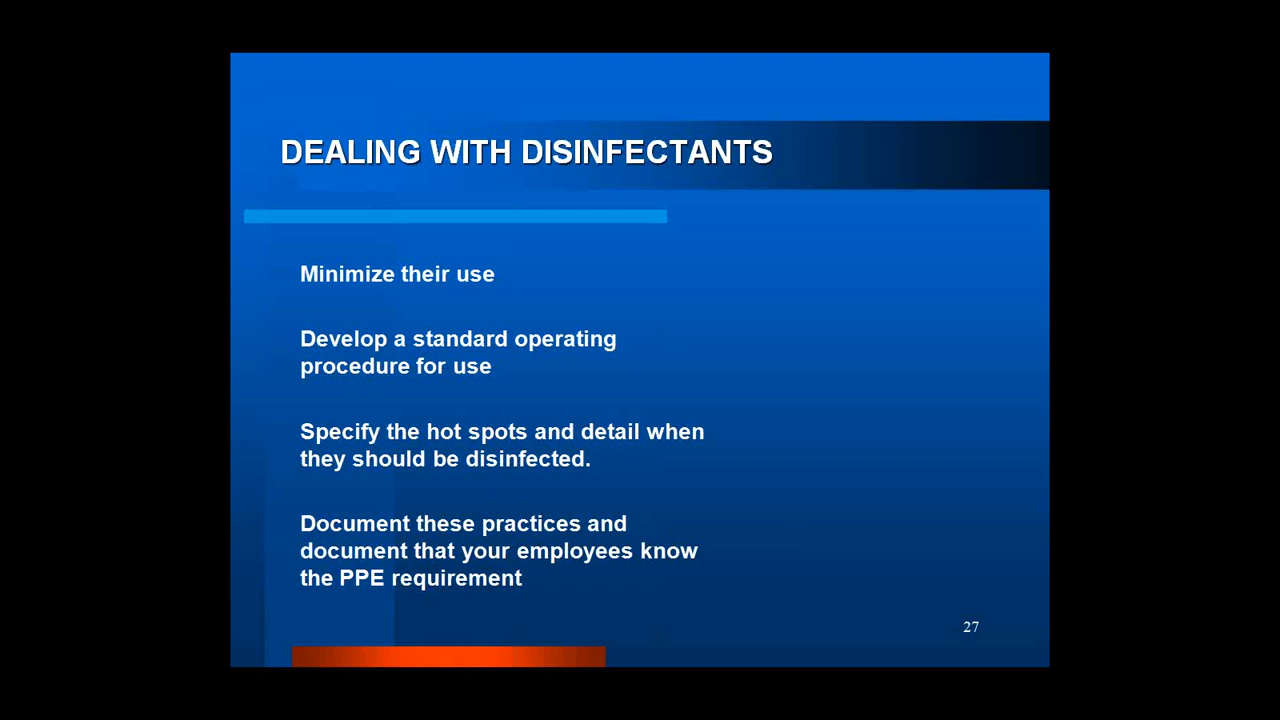 DEALING WITH DISINFECTANTS
Minimize their use
Develop a standard operating
procedure for use
Specify the hot spots and detail when
they should be disinfected.
Document these practices and
document that your employees know
the PPE requirement
27